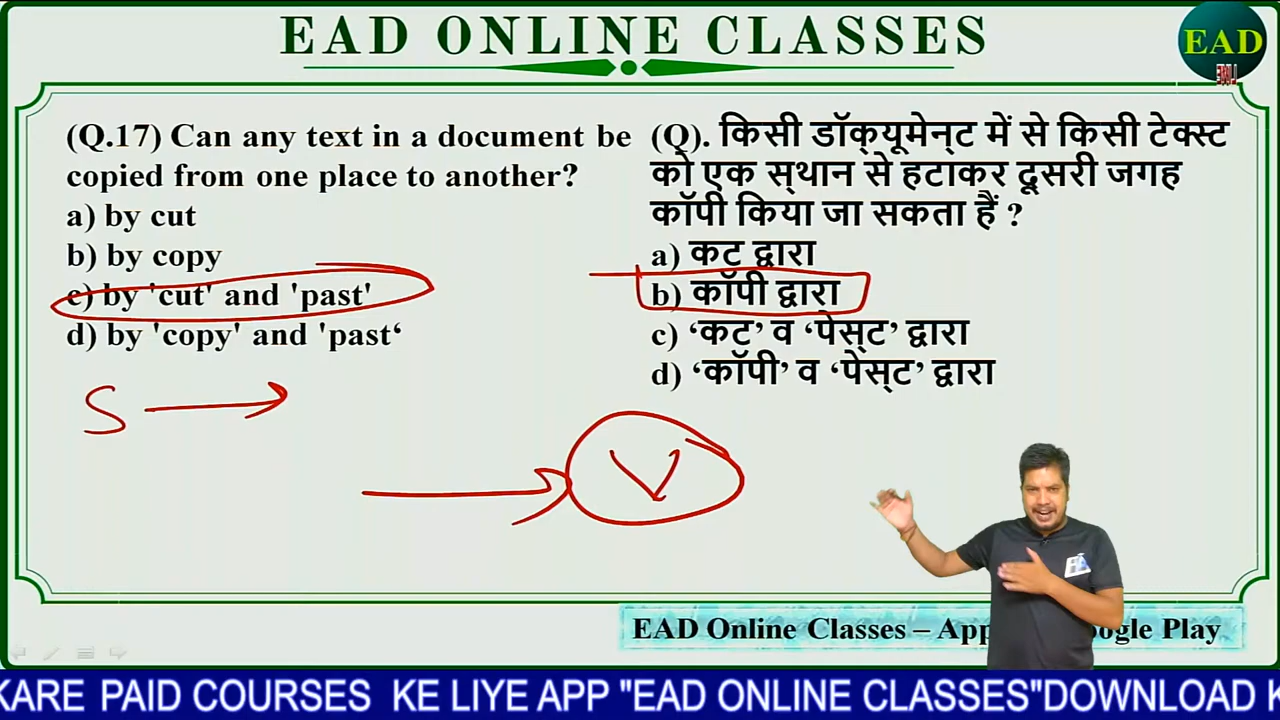 EAD ONLINE CLASSES
EAD
(Q.17) Can any text in a document be
copied from one place to another?
a) by cut
b) by copy
c) by 'cut' and 'past'
d) by 'copy' and 'past‘
(Q). किसी डॉक्यूमेन्ट में से किसी टेक्स्ट
को एक स्थान से हटाकर दूसरी जगह
कॉपी किया जा सकता हैं ?
a) कट द्वारा
b) कॉपी द्वारा
c) ‘कट’ व ‘पेस्ट’ द्वारा
d) ‘कॉपी’ व ‘पेस्ट’ द्वारा
S
V
EAD Online Classes – App ogle Play
KARE PAID COURSES KE LIYE APP "EAD ONLINE CLASSES"DOWNLOAD K